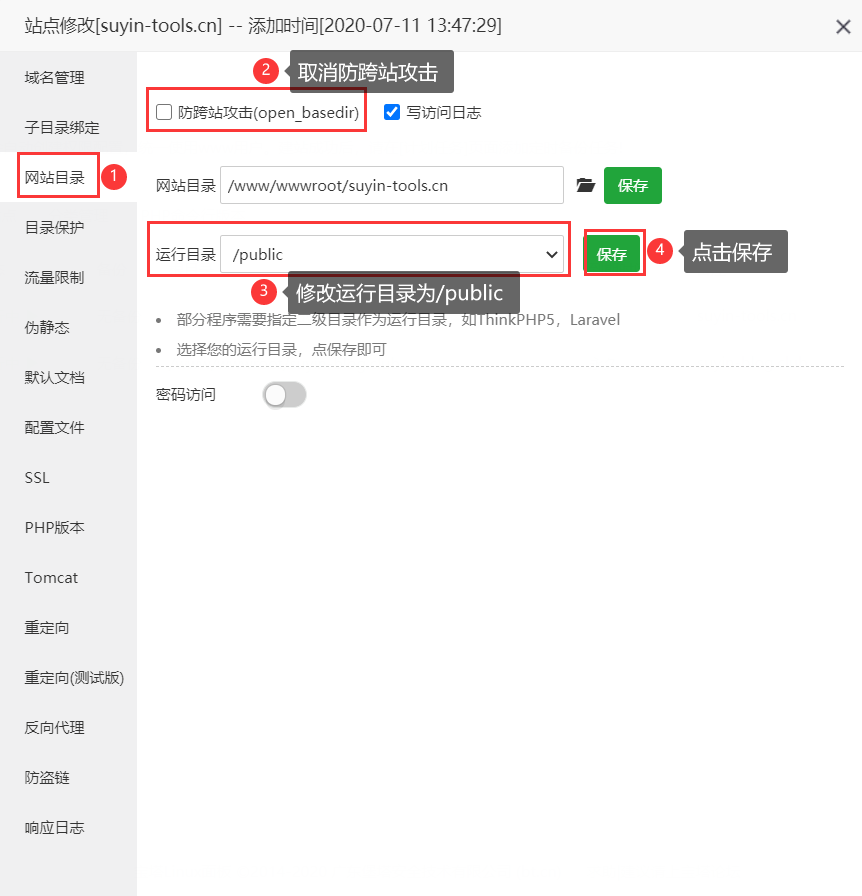 站点修改[suyin-tools.cn] -- 添加时间[2020-07-11 13:47:29]
域名管理
子目录绑定
网站目录
1
目录保护
流量限制
伪静态
默认文档
配置文件
SSL
PHP版本
Tomcat
重定向
重定向(测试版)
反向代理
防盗链
响应日志
2
取消防跨站攻击
防跨站攻击(open_basedir)
写访问日志
网站目录
/www/wwwroot/suyin-tools.cn
保存
运行目录
/public
保存
4
点击保存
3
修改运行目录为/public
部分程序需要指定二级目录作为运行目录，如ThinkPHP5，Laravel
选择您的运行目录，点保存即可
密码访问